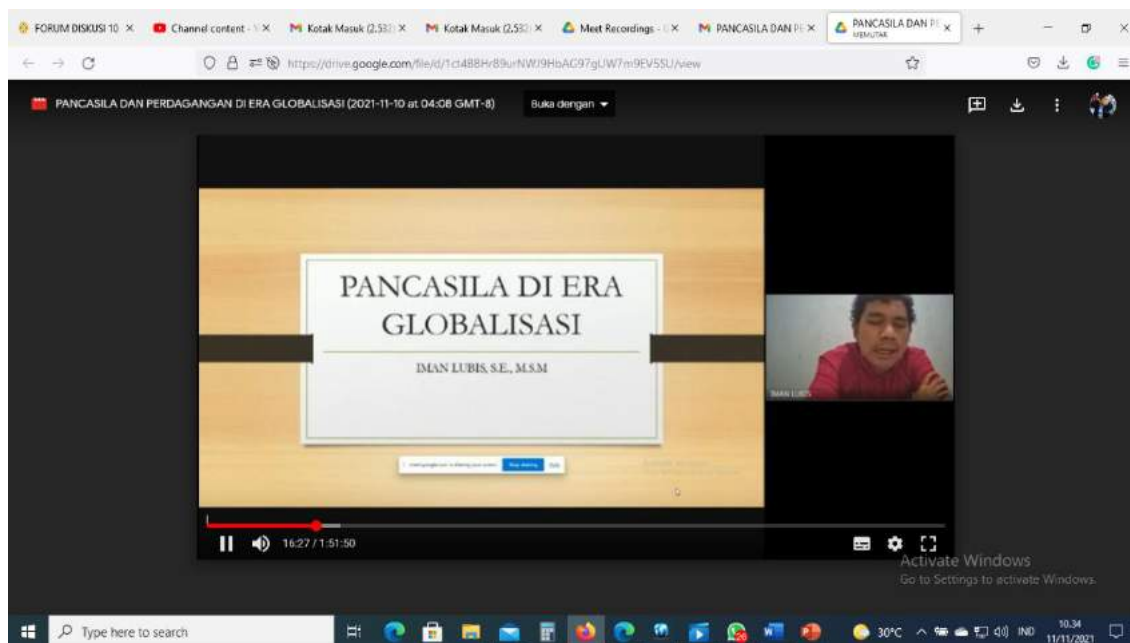 FORUM DISKUSI 10
Channel content -
Kotak Masuk (2.532)
Kotak Masuk (2.532)
Meet Recordings -
PANCASILA DAN PE
PANCASILA DAN PE
MEMUTAR
https://drive.google.com/file/d/1ct4B8Hr89urNWJ9HbAG97gUW7m9EV5SU/view
PANCASILA DAN PERDAGANGAN DI ERA GLOBALISASI (2021-11-10 at 04:08 GMT-8)
Buka dengan
PANCASILA DI ERA
GLOBALISASI
IMAN LUBIS, S.E., M.S.M
IMAN LUBIS
Stop sharing
Hide
16:27 / 1:51:50
Activate Windows
Go to Settings to activate Windows.
Type here to search
30°C
IND
10.34
11/11/2021